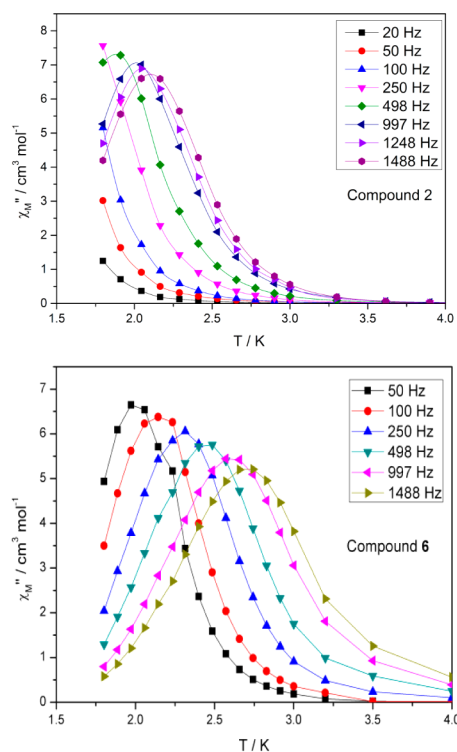 χM'' / cm³ mol⁻¹
8
7
6
5
4
3
2
1
0
20 Hz
50 Hz
100 Hz
250 Hz
498 Hz
997 Hz
1248 Hz
1488 Hz
Compound 2
1.5 2.0 2.5 3.0 3.5 4.0
T / K
χM'' / cm³ mol⁻¹
7
6
5
4
3
2
1
0
50 Hz
100 Hz
250 Hz
498 Hz
997 Hz
1488 Hz
Compound 6
1.5 2.0 2.5 3.0 3.5 4.0
T / K